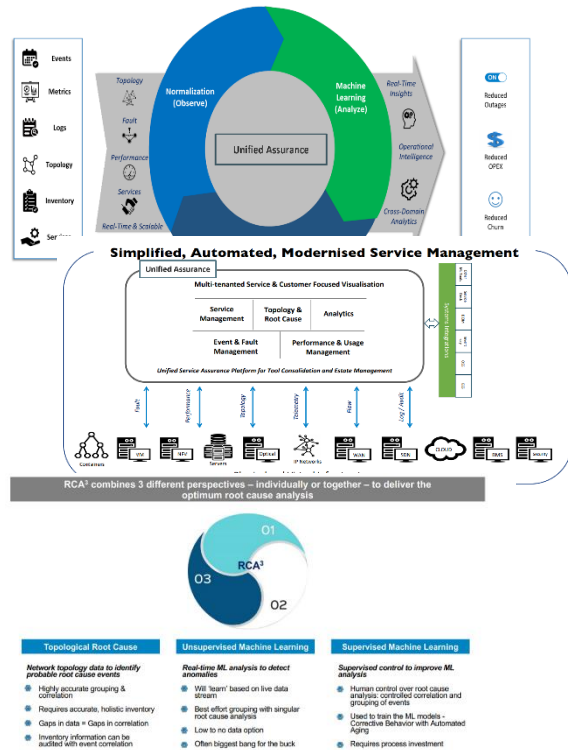 Events
Metrics
Logs
Topology
Inventory
Topology
Fault
Performance
Services
Real-Time & Scalable
Normalization
(Observe)
Machine
Learning
(Analyze)
Unified Assurance
Real-Time
Insights
Operational
Intelligence
Cross-Domain
Analytics
ON
Reduced
Outages
Reduced
OPEX
Reduced
Churn
Simplified, Automated, Modernised Service Management
Unified Assurance
Multi-tenanted Service & Customer Focused Visualisation
Service
Management
Topology &
Root Cause
Analytics
Event & Fault
Management
Performance & Usage
Management
Unified Service Assurance Platform for Tool Consolidation and Estate Management
Systems Integrations
Fault
Performance
Topology
Flow
Log / Audit
Containers
VM
NFV
Servers
Optical
IP Networks
WAN
SDN
CLOUD
Security
RCA³ combines 3 different perspectives – individually or together – to deliver the
optimum root cause analysis
01
03
RCA³
02
Topological Root Cause
Network topology data to identify
probable root cause events
Highly accurate grouping &
correlation
Requires accurate, holistic inventory
Gaps in data = Gaps in correlation
Inventory information can be
audited with event correlation
Unsupervised Machine Learning
Real-time ML analysis to detect
anomalies
Will 'learn' based on live data
stream
Best effort grouping with singular
root cause analysis
Low to no data option
Often biggest bang for the buck
Supervised Machine Learning
Supervised control to improve ML
analysis
Human control over root cause
analysis: controlled correlation and
grouping of events
Used to train the ML models -
Corrective Behavior with Automated
Aging
Requires process investment